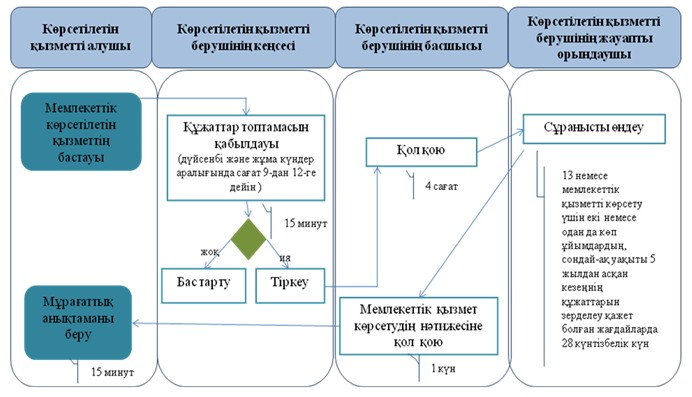 Көрсетілетін
қызметті алушы
Көрсетілетін қызметті
берушінің кеңсесі
Көрсетілетін қызметті
берушінің басшысы
Көрсетілетін қызметті
берушінің жауапты
орындаушы
Мемлекеттік
көрсетілетін
қызметтің
бастауы
Құжаттар топтамасын
қабылдауы
(дүйсенбі және жұма күндер
аралығында сағат 9-дан 12-ге
дейін )
15 минут
жоқ
ия
Бас тарту
Тіркеу
Қол қою
4 сағат
Сұранысты өңдеу
13 немесе
мемлекеттік
қызметті көрсету
үшін екі немесе
одан да көп
ұйымдардың,
сондай-ақ уақыты 5
жылдан асқан
кезеңнің
құжаттарын
зерделеу қажет
болған жағдайларда
28 күнтізбелік күн
Мемлекеттік қызмет
көрсетудің нәтижесіне
қол қою
1 күн
Мұрағаттық
анықтаманы
беру
15 минут